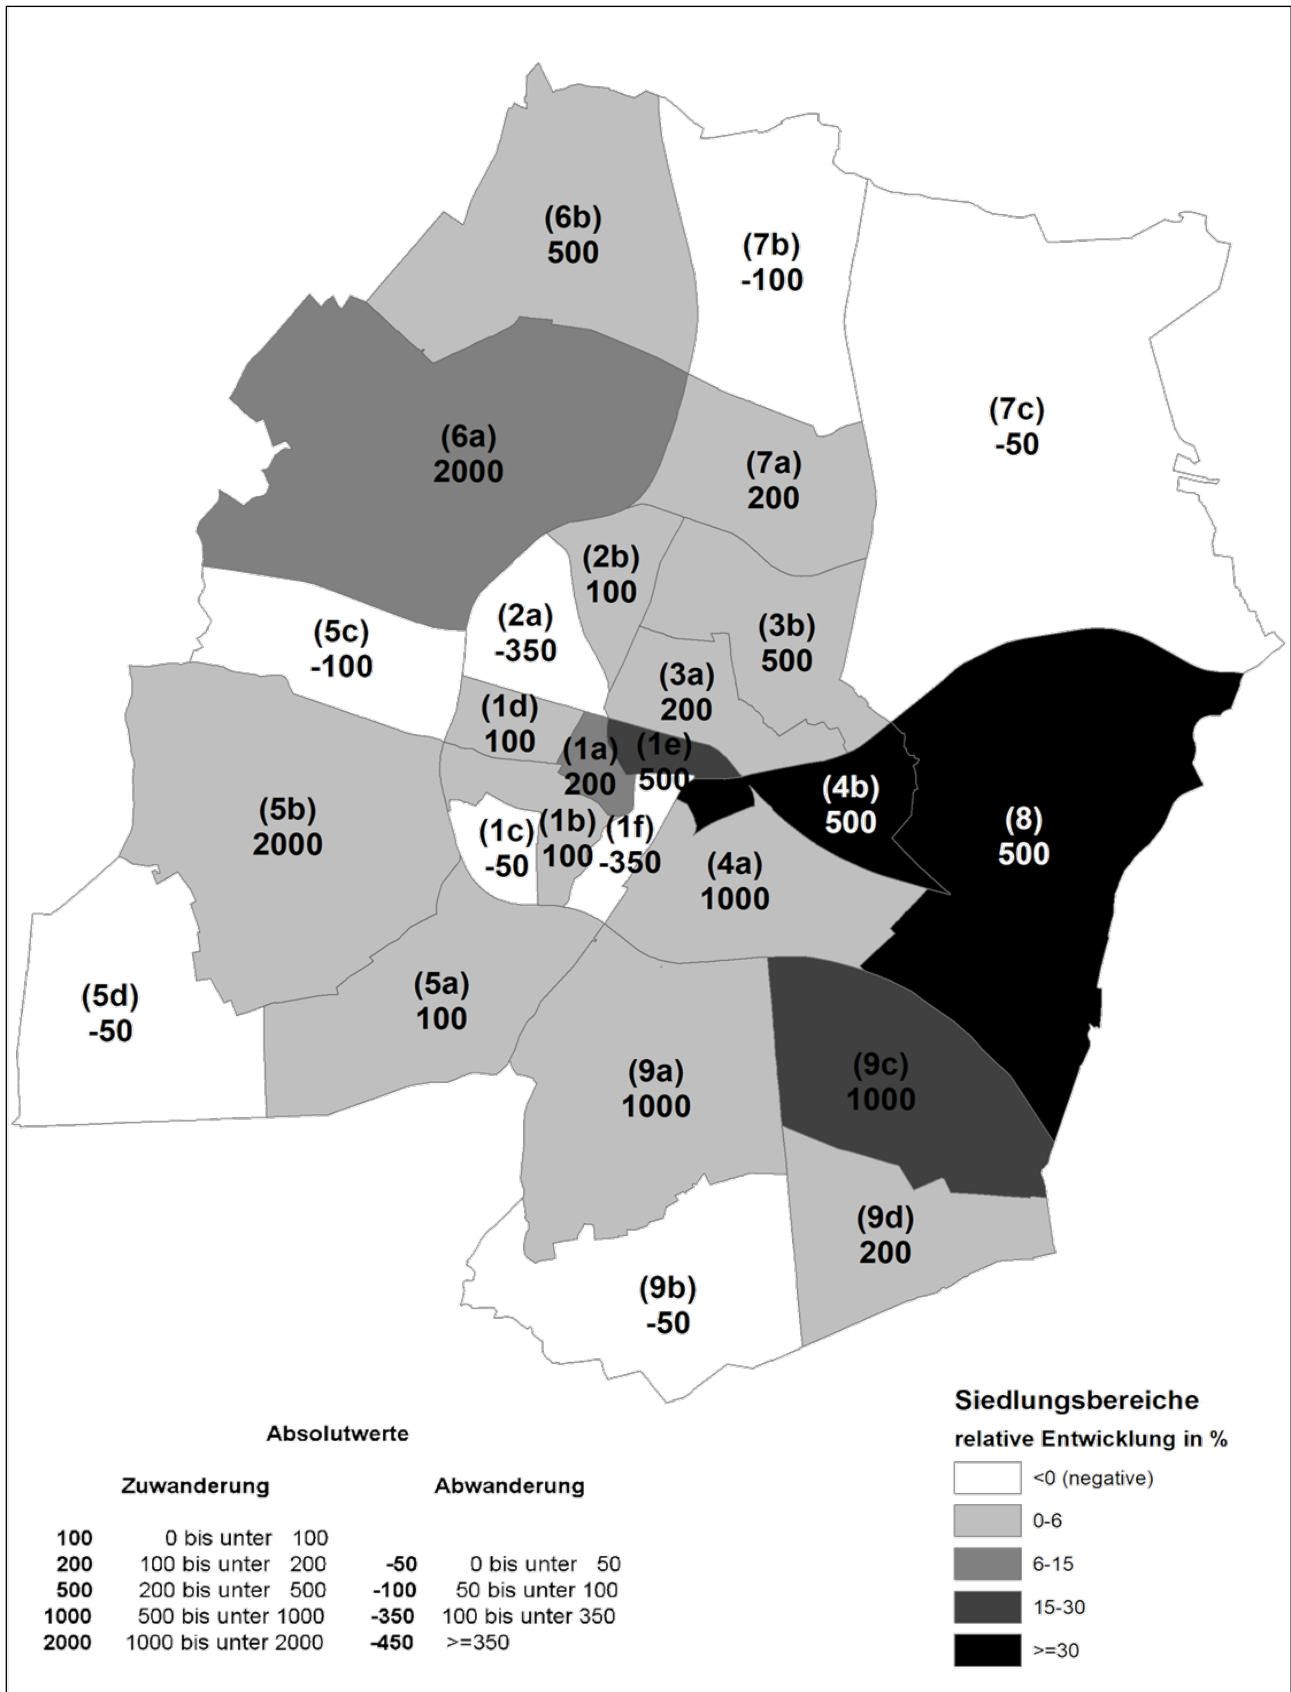 (6b)
500
(7b)
-100
(7c)
-50
(6a)
2000
(7a)
200
(2b)
100
(2a)
-350
(5c)
-100
(3b)
500
(3a)
200
(1d)
100
(1a)
200
(1e)
500
(4b)
500
(8)
500
(5b)
2000
(1c)
-50
(1b)
100
(1f)
-350
(4a)
1000
(5d)
-50
(5a)
100
(9a)
1000
(9c)
1000
(9d)
200
(9b)
-50
Absolutwerte
Zuwanderung Abwanderung
100 0 bis unter 100
200 100 bis unter 200 -50 0 bis unter 50
500 200 bis unter 500 -100 50 bis unter 100
1000 500 bis unter 1000 -350 100 bis unter 350
2000 1000 bis unter 2000 -450 >=350
Siedlungsbereiche
relative Entwicklung in %
<0 (negative)
0-6
6-15
15-30
>=30